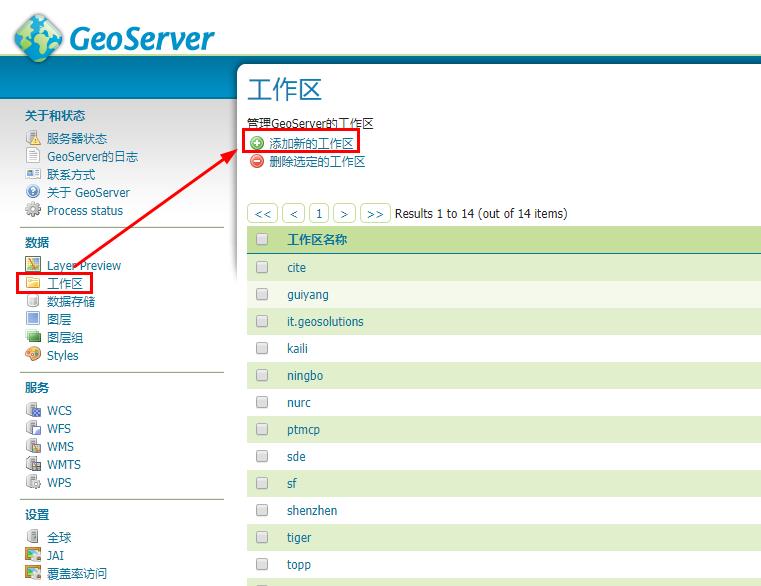 GeoServer
关于和状态
服务器状态
GeoServer的日志
联系方式
关于 GeoServer
Process status
数据
Layer Preview
工作区
数据存储
图层
图层组
Styles
服务
WCS
WFS
WMS
WMTS
WPS
设置
全球
JAI
覆盖率访问
工作区
管理GeoServer的工作区
添加新的工作区
删除选定的工作区
<< < 1 > >> Results 1 to 14 (out of 14 items)
工作区名称
cite
guiyang
it.geosolutions
kaili
ningbo
nurc
ptmcp
sde
sf
shenzhen
tiger
topp